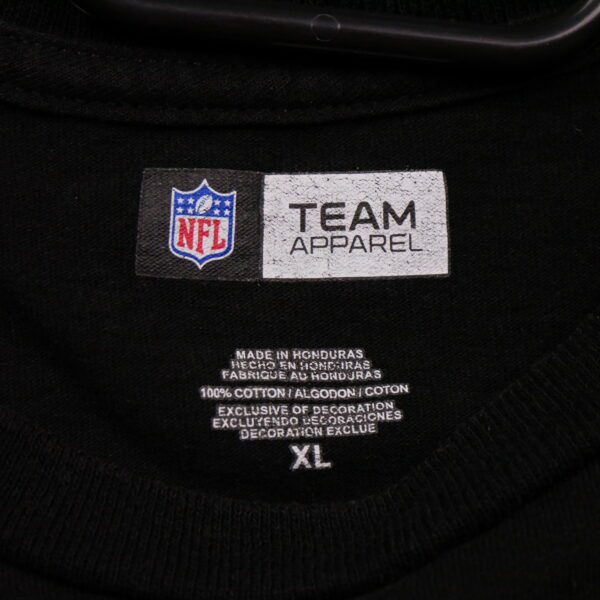 NFL
TEAM
APPAREL
MADE IN HONDURAS
HECHO EN HONDURAS
FABRIQUE AU HONDURAS
100% COTTON / ALGODON / COTON
EXCLUSIVE OF DECORATION
EXCLUYENDO DECORACIONES
DECORATION EXCLUE
XL